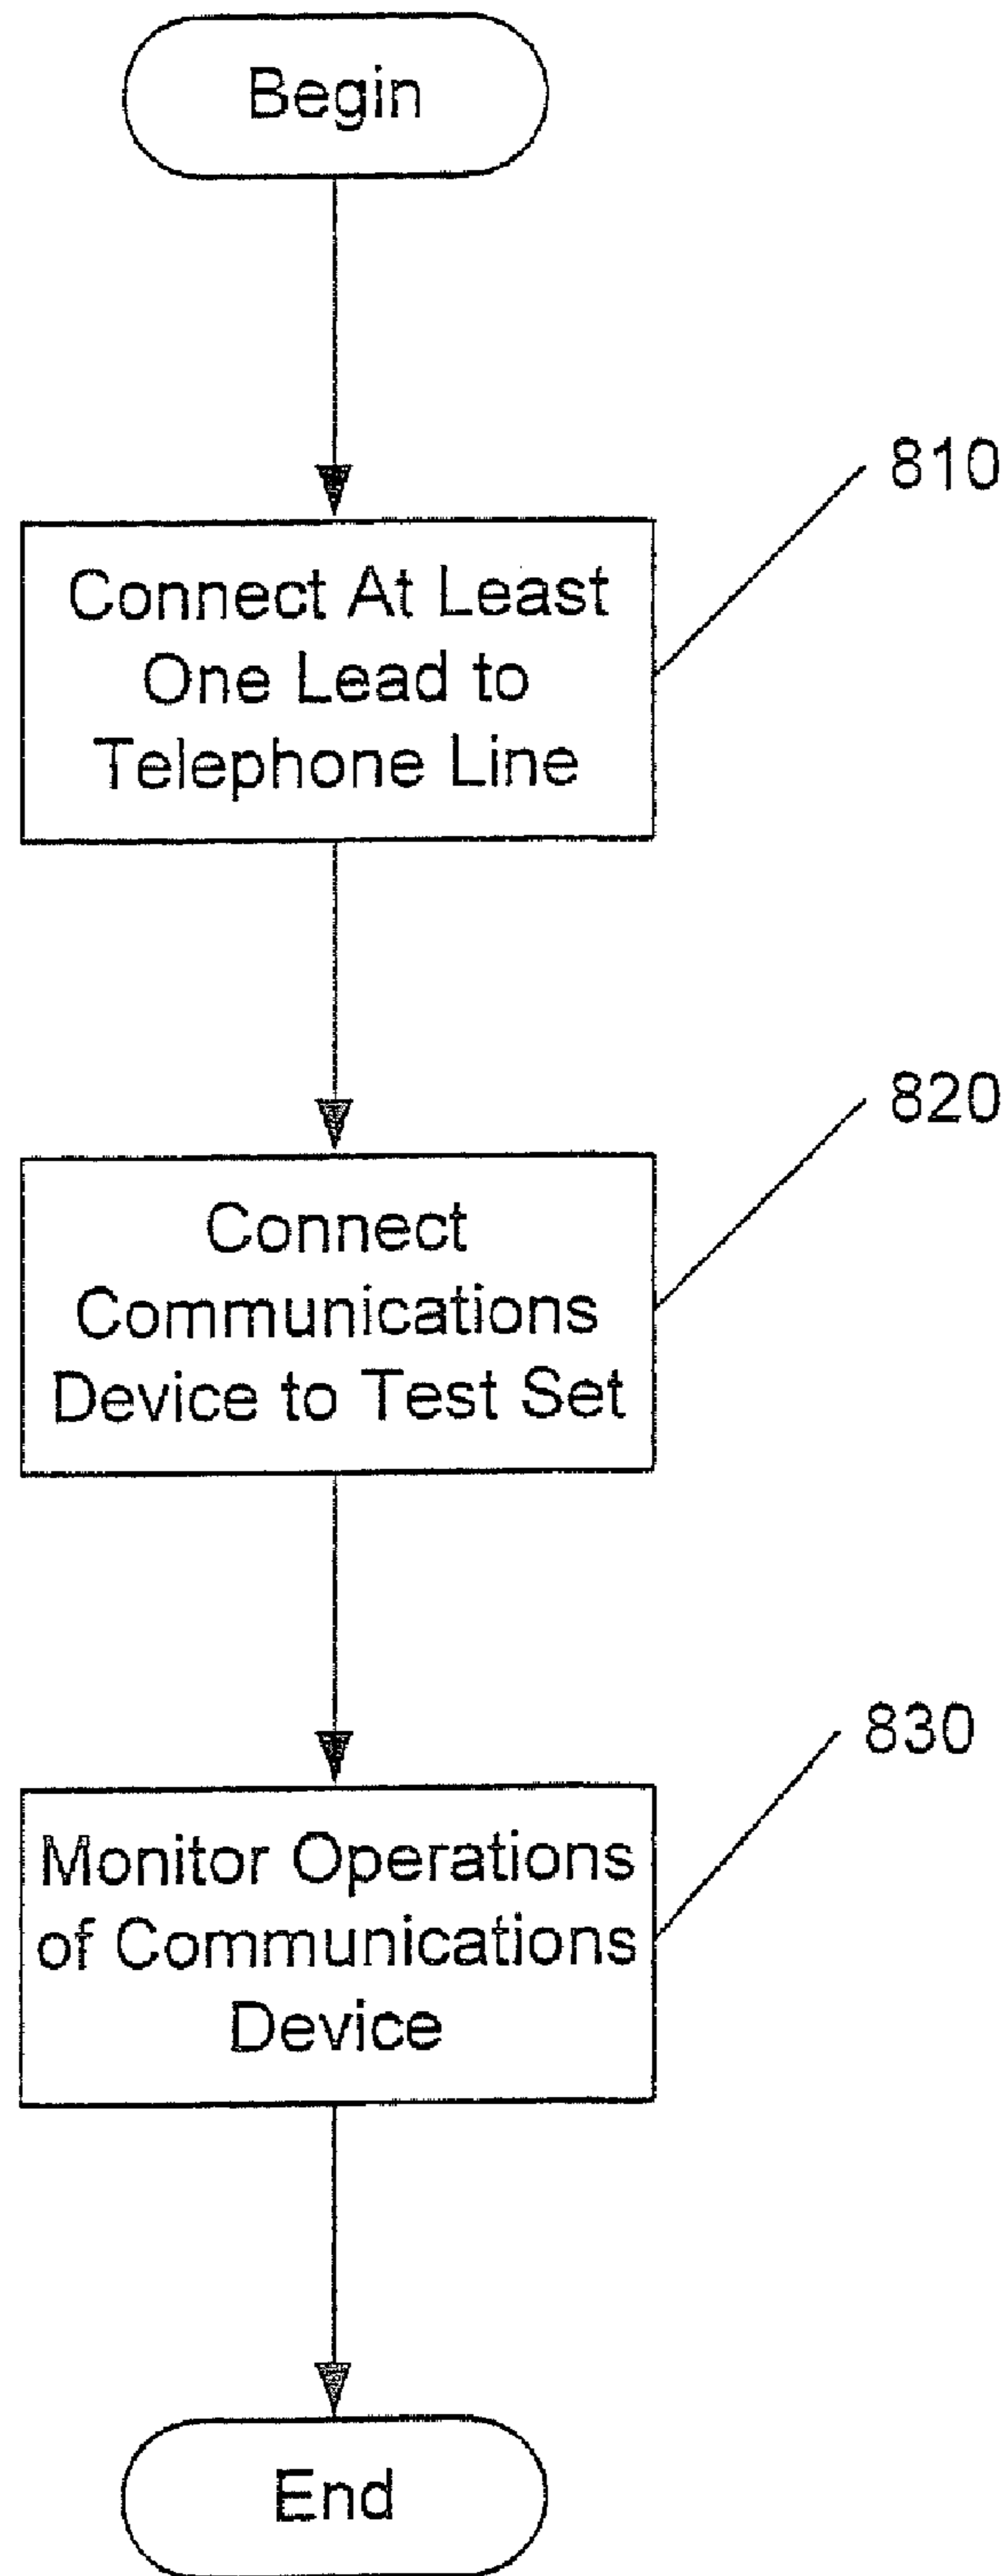 Begin
810
Connect At Least
One Lead to
Telephone Line
820
Connect
Communications
Device to Test Set
830
Monitor Operations
of Communications
Device
End